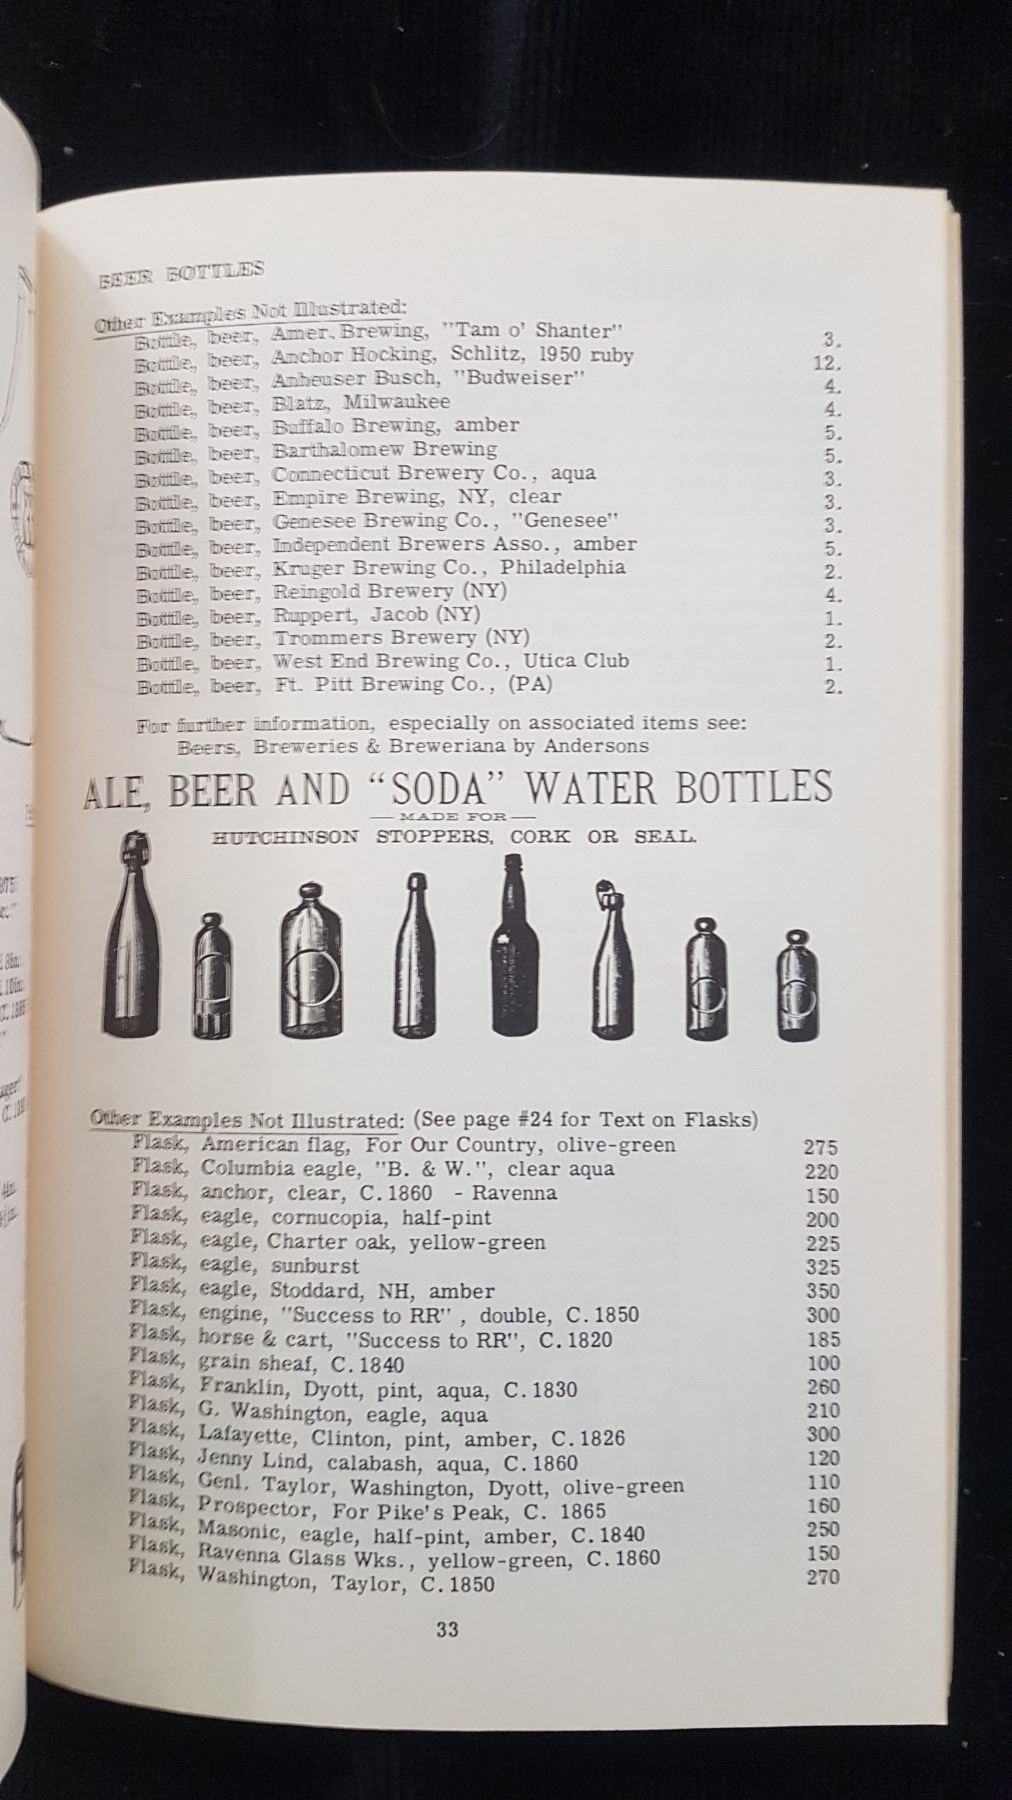 BEER BOTTLES
Other Examples Not Illustrated:
Bottle, beer, Amer. Brewing, "Tam o' Shanter" 3.
Bottle, beer, Anchor Hocking, Schlitz, 1950 ruby 12.
Bottle, beer, Anheuser Busch, "Budweiser" 4.
Bottle, beer, Blatz, Milwaukee 4.
Bottle, beer, Buffalo Brewing, amber 5.
Bottle, beer, Barthalomew Brewing 5.
Bottle, beer, Connecticut Brewery Co., aqua 3.
Bottle, beer, Empire Brewing, NY, clear 3.
Bottle, beer, Genesee Brewing Co., "Genesee" 3.
Bottle, beer, Independent Brewers Asso., amber 5.
Bottle, beer, Kruger Brewing Co., Philadelphia 2.
Bottle, beer, Reingold Brewery (NY) 4.
Bottle, beer, Ruppert, Jacob (NY) 1.
Bottle, beer, Trommers Brewery (NY) 2.
Bottle, beer, West End Brewing Co., Utica Club 1.
Bottle, beer, Ft. Pitt Brewing Co., (PA) 2.
For further information, especially on associated items see:
Beers, Breweries & Breweriana by Andersons
ALE, BEER AND "SODA" WATER BOTTLES
— MADE FOR —
HUTCHINSON STOPPERS, CORK OR SEAL.
Other Examples Not Illustrated: (See page #24 for Text on Flasks)
Flask, American flag, For Our Country, olive-green 275
Flask, Columbia eagle, "B. & W.", clear aqua 220
Flask, anchor, clear, C.1860 - Ravenna 150
Flask, eagle, cornucopia, half-pint 200
Flask, eagle, Charter oak, yellow-green 225
Flask, eagle, sunburst 325
Flask, eagle, Stoddard, NH, amber 350
Flask, engine, "Success to RR" , double, C.1850 300
Flask, horse & cart, "Success to RR", C.1820 185
Flask, grain sheaf, C.1840 100
Flask, Franklin, Dyott, pint, aqua, C.1830 260
Flask, G. Washington, eagle, aqua 210
Flask, Lafayette, Clinton, pint, amber, C.1826 300
Flask, Jenny Lind, calabash, aqua, C.1860 120
Flask, Genl. Taylor, Washington, Dyott, olive-green 110
Flask, Prospector, For Pike's Peak, C. 1865 160
Flask, Masonic, eagle, half-pint, amber, C.1840 250
Flask, Ravenna Glass Wks., yellow-green, C.1860 150
Flask, Washington, Taylor, C.1850 270
33